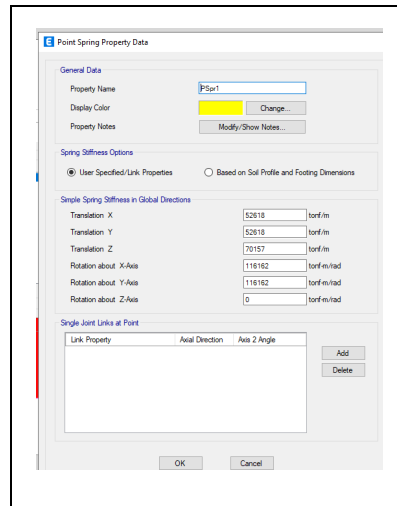 E Point Spring Property Data
General Data
Property Name PSpr1
Display Color Change...
Property Notes Modify/Show Notes...
Spring Stiffness Options
User Specified/Link Properties Based on Soil Profile and Footing Dimensions
Simple Spring Stiffness in Global Directions
Translation X 52618 tonf/m
Translation Y 52618 tonf/m
Translation Z 70157 tonf/m
Rotation about X-Axis 116162 tonf-m/rad
Rotation about Y-Axis 116162 tonf-m/rad
Rotation about Z-Axis 0 tonf-m/rad
Single Joint Links at Point
Link Property Axial Direction Axis 2 Angle
Add
Delete
OK Cancel